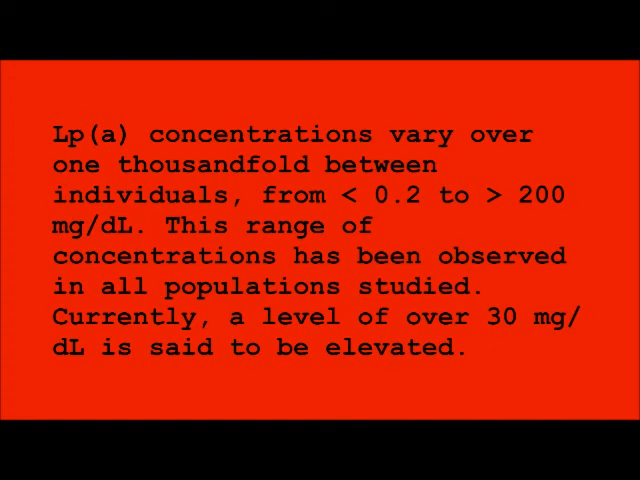 Lp(a) concentrations vary over
one thousandfold between
individuals, from < 0.2 to > 200
mg/dL. This range of
concentrations has been observed
in all populations studied.
Currently, a level of over 30 mg/
dL is said to be elevated.